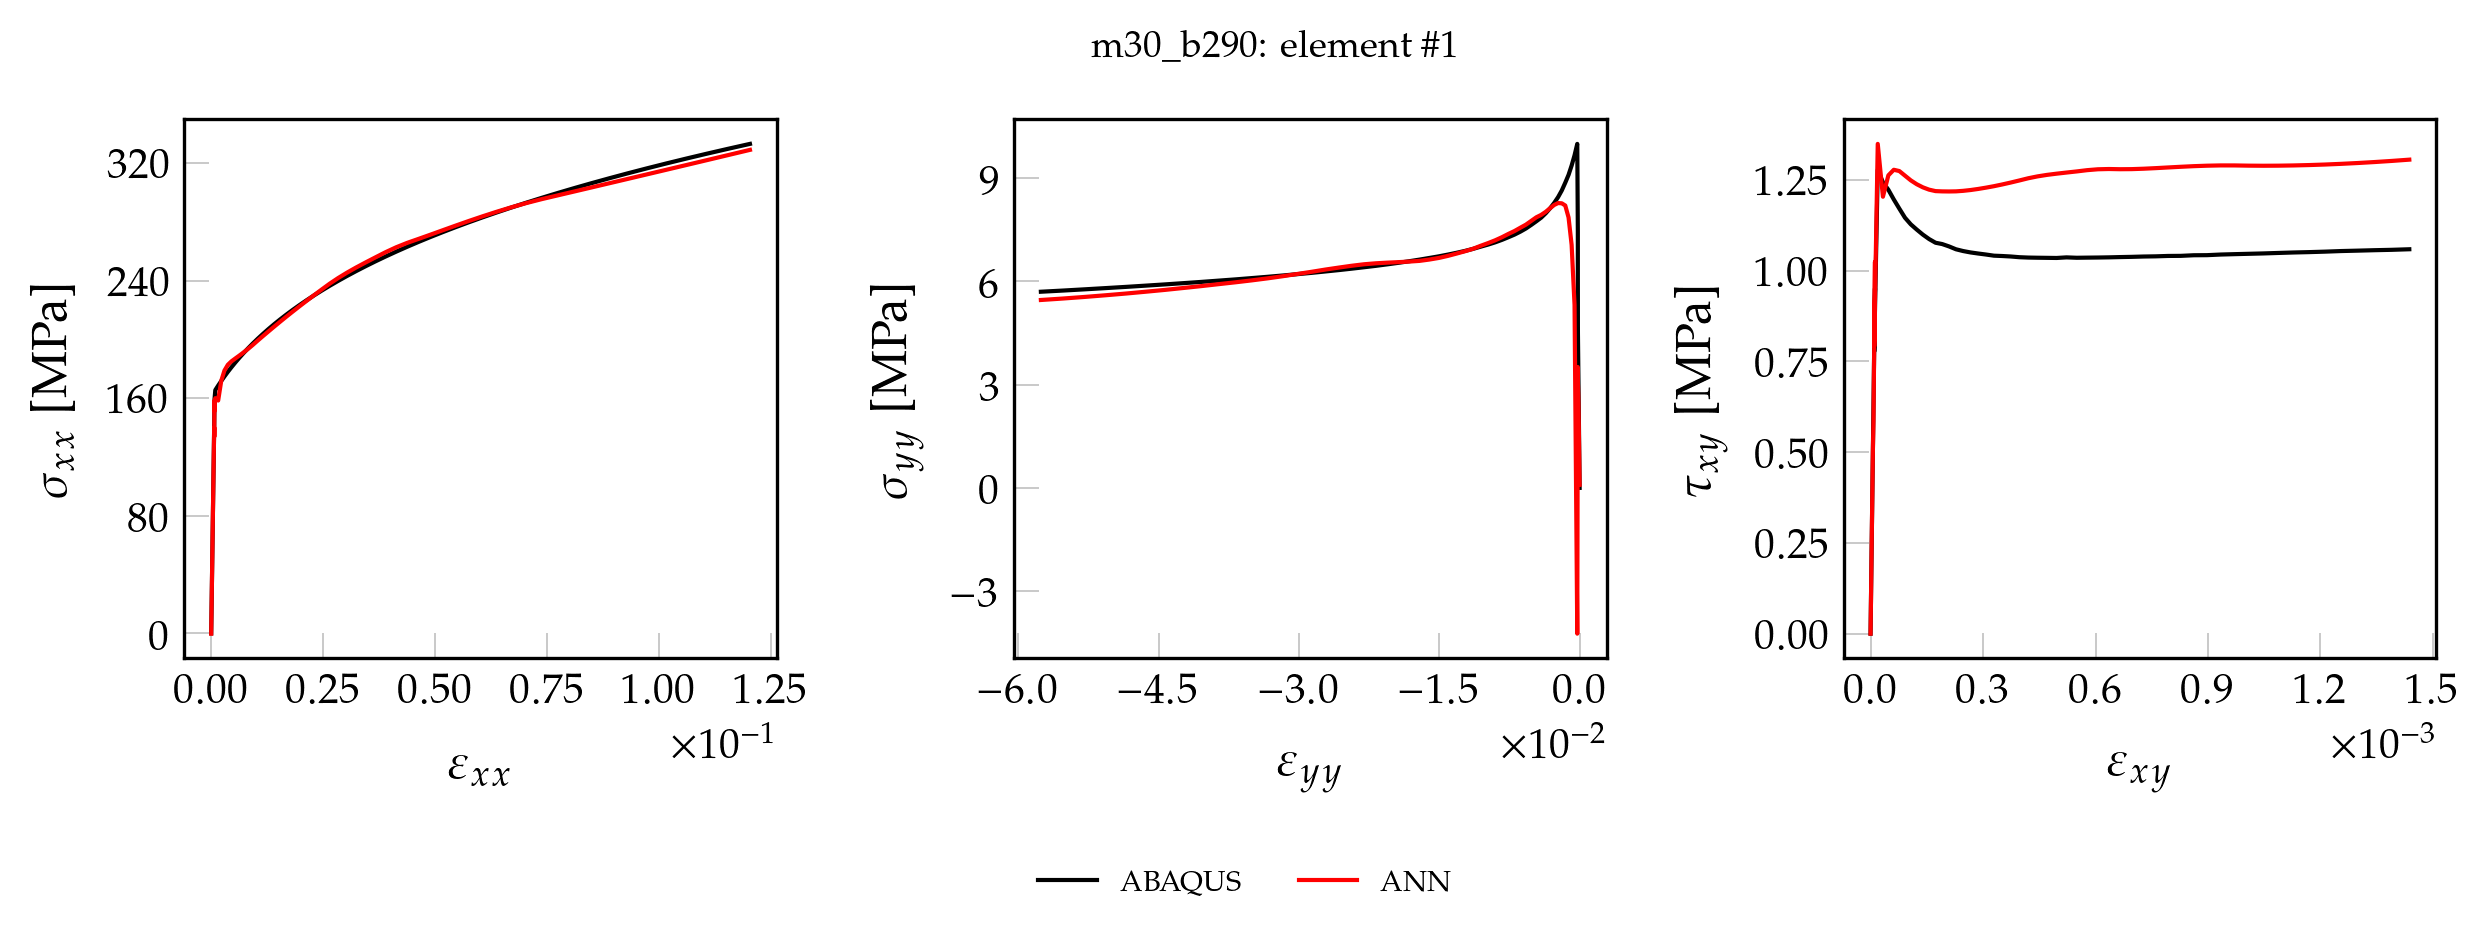 m30_b290: element #1
320
240
160
80
0
σxx [MPa]
0.00 0.25 0.50 0.75 1.00 1.25
×10−1
εxx
9
6
3
0
−3
σyy [MPa]
−6.0 −4.5 −3.0 −1.5 0.0
×10−2
εyy
1.25
1.00
0.75
0.50
0.25
0.00
τxy [MPa]
0.0 0.3 0.6 0.9 1.2 1.5
×10−3
εxy
ABAQUS ANN